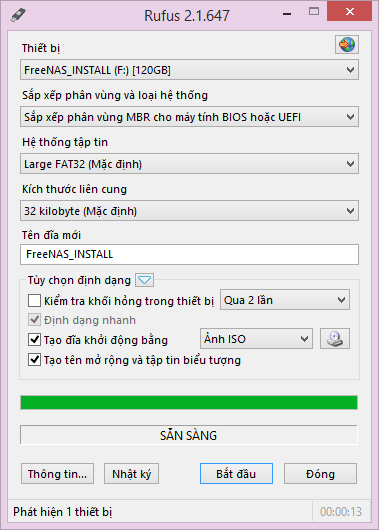 Rufus 2.1.647
Thiết bị
FreeNAS_INSTALL (F:) [120GB]
Sắp xếp phân vùng và loại hệ thống
Sắp xếp phân vùng MBR cho máy tính BIOS hoặc UEFI
Hệ thống tập tin
Large FAT32 (Mặc định)
Kích thước liên cung
32 kilobyte (Mặc định)
Tên đĩa mới
FreeNAS_INSTALL
Tùy chọn định dạng
Kiểm tra khối hỏng trong thiết bị Qua 2 lần
Định dạng nhanh
Tạo đĩa khởi động bằng Ảnh ISO
Tạo tên mở rộng và tập tin biểu tượng
SẴN SÀNG
Thông tin... Nhật ký Bắt đầu Đóng
Phát hiện 1 thiết bị 00:00:13